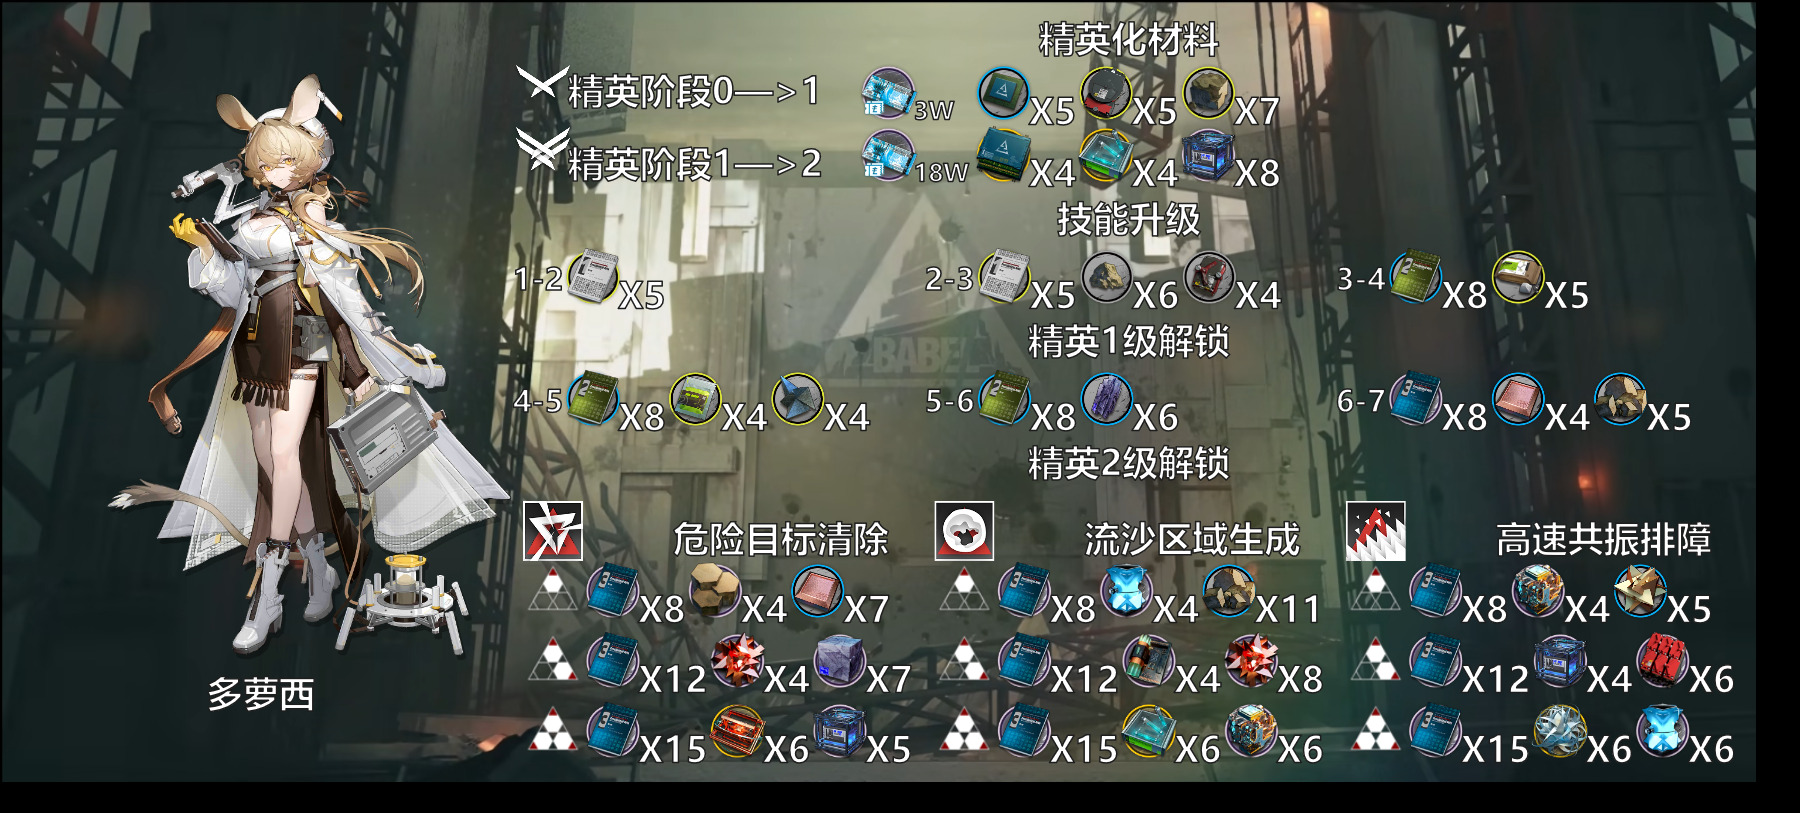 精英化材料
精英阶段0—>1 3W X5 X5 X7
精英阶段1—>2 18W X4 X4 X8
技能升级
1-2 X5 2-3 X5 X6 X4 3-4 X8 X5
精英1级解锁
4-5 X8 X4 X4 5-6 X8 X6 6-7 X8 X4 X5
精英2级解锁
危险目标清除 流沙区域生成 高速共振排障
X8 X4 X7 X8 X4 X11 X8 X4 X5
X12 X4 X7 X12 X4 X8 X12 X4 X6
X15 X6 X5 X15 X6 X6 X15 X6 X6
多萝西
BABEL